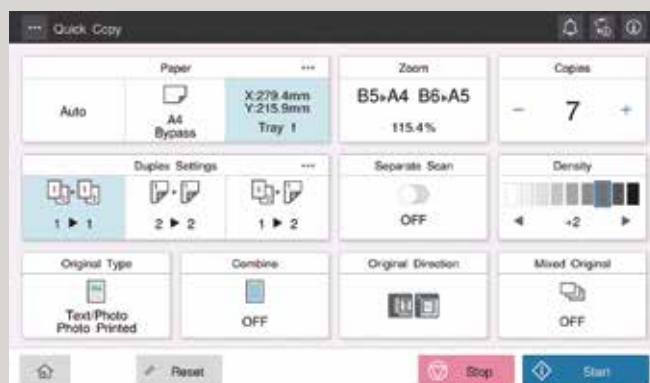 Quick Copy
Paper
Auto
A4
Bypass
X:279.4mm
Y:215.9mm
Tray 1
Zoom
B5▸A4 B6▸A5
115.4%
Copies
- 7 +
Duplex Settings
1 ▶ 1
2 ▶ 2
1 ▶ 2
Separate Scan
OFF
Density
+2
Original Type
Text/Photo
Photo Printed
Combine
OFF
Original Direction
Mixed Original
OFF
Reset
Stop
Start